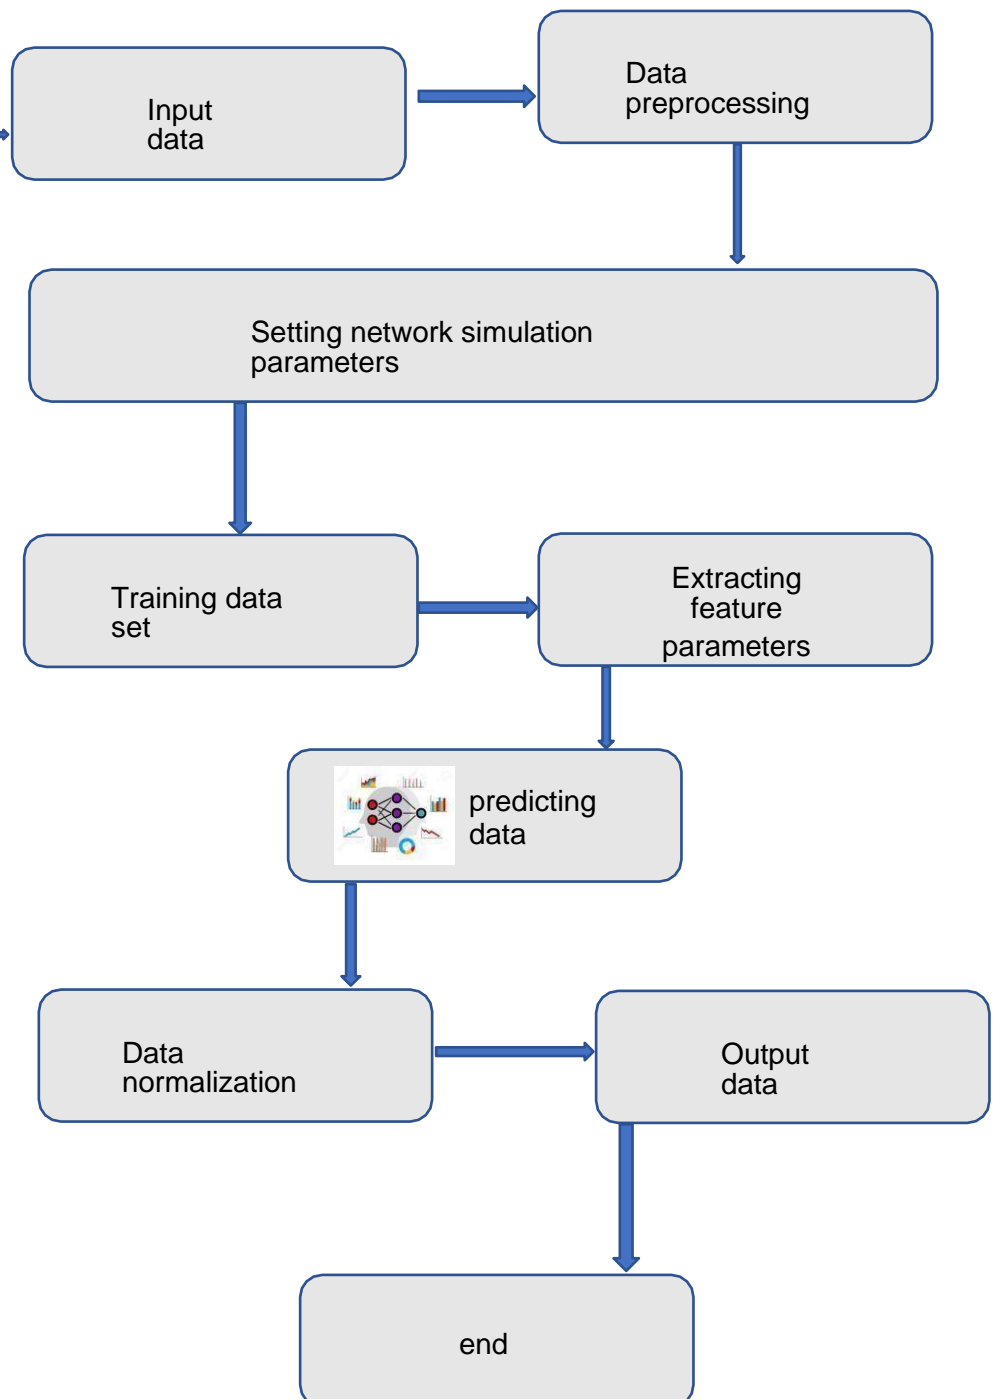 Input
data
Data
preprocessing
Setting network simulation
parameters
Training data
set
Extracting
feature
parameters
predicting
data
Data
normalization
Output
data
end